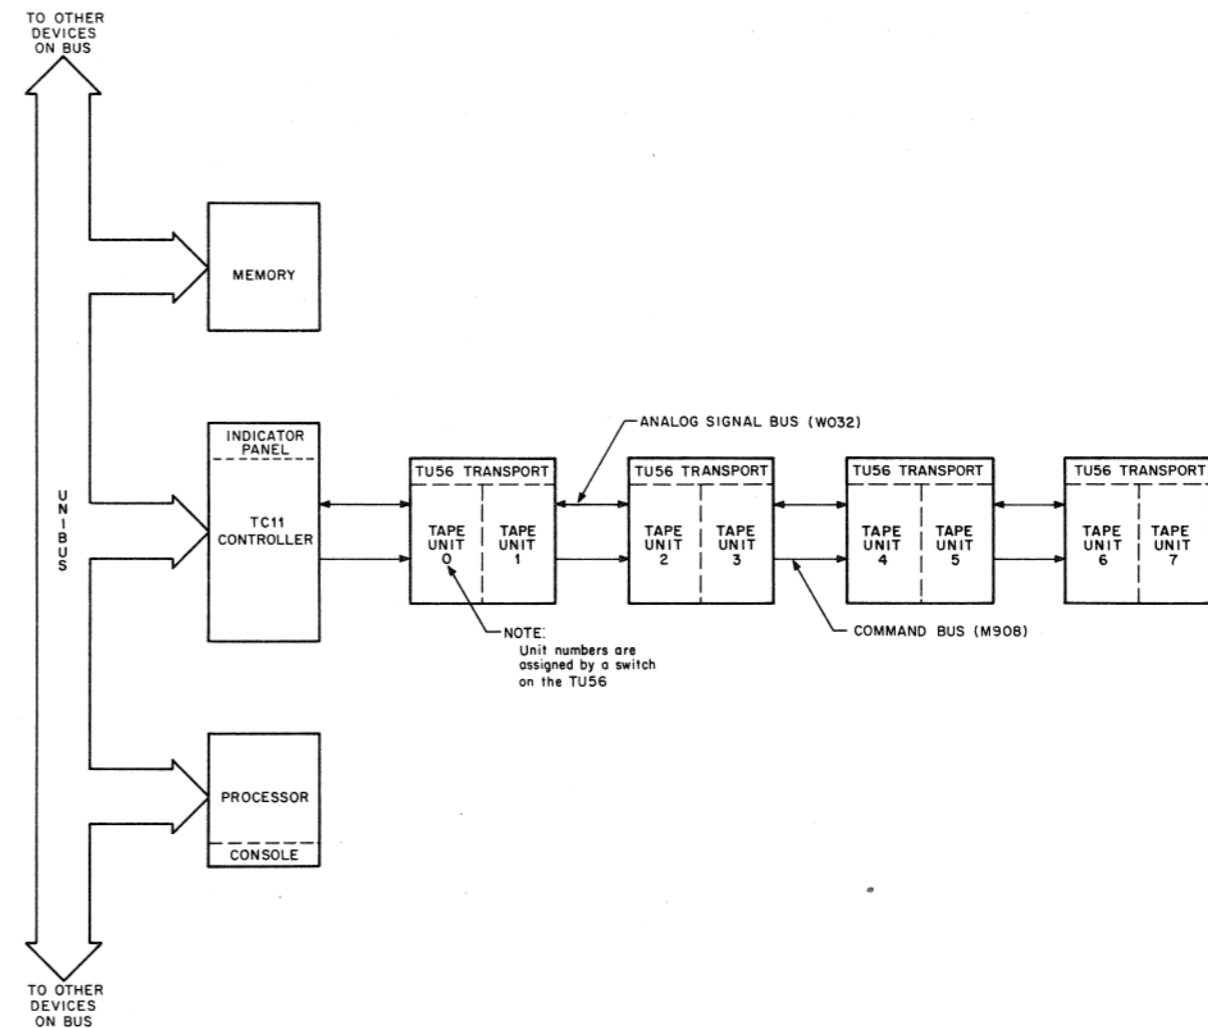 TO OTHER
DEVICES
ON BUS
MEMORY
UNIBUS
INDICATOR
PANEL
TC11
CONTROLLER
ANALOG SIGNAL BUS (W032)
TU56 TRANSPORT
TAPE
UNIT
0
TAPE
UNIT
1
TU56 TRANSPORT
TAPE
UNIT
2
TAPE
UNIT
3
TU56 TRANSPORT
TAPE
UNIT
4
TAPE
UNIT
5
TU56 TRANSPORT
TAPE
UNIT
6
TAPE
UNIT
7
NOTE:
Unit numbers are
assigned by a switch
on the TU56
COMMAND BUS (M908)
PROCESSOR
CONSOLE
TO OTHER
DEVICES
ON BUS